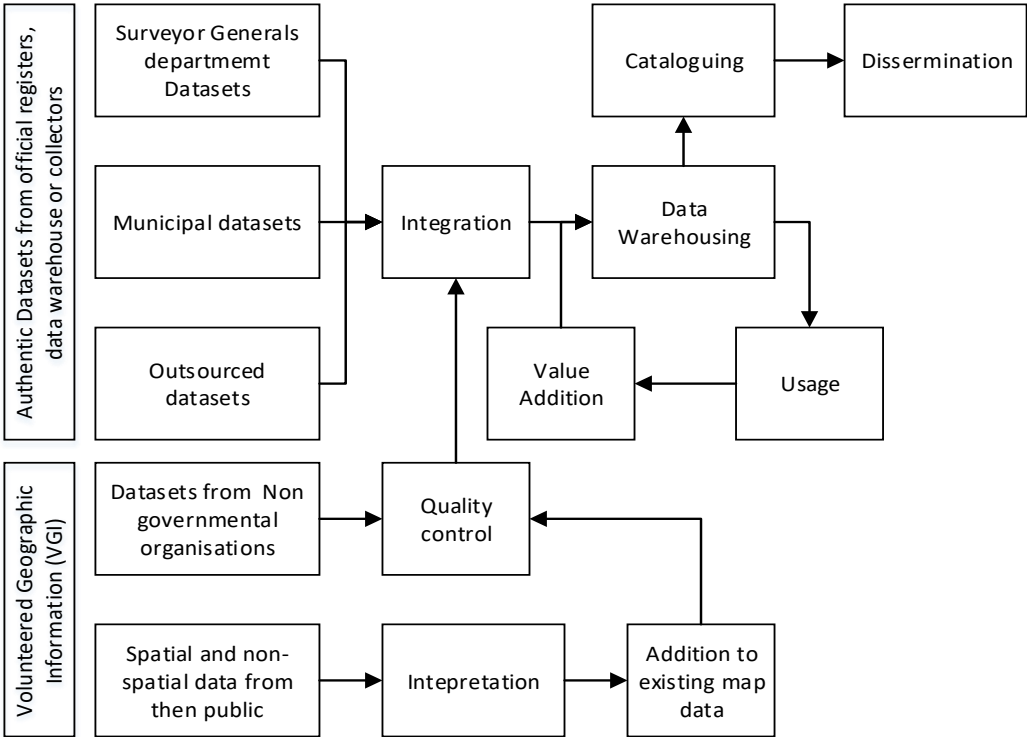 Authentic Datasets from official registers,
data warehouse or collectors
Surveyor Generals
departmemt
Datasets
Cataloguing
Dissermination
Municipal datasets
Integration
Data
Warehousing
Outsourced
datasets
Value
Addition
Usage
Volunteered Geographic
Information (VGI)
Datasets from Non
governmental
organisations
Quality
control
Spatial and non-
spatial data from
then public
Intepretation
Addition to
existing map
data